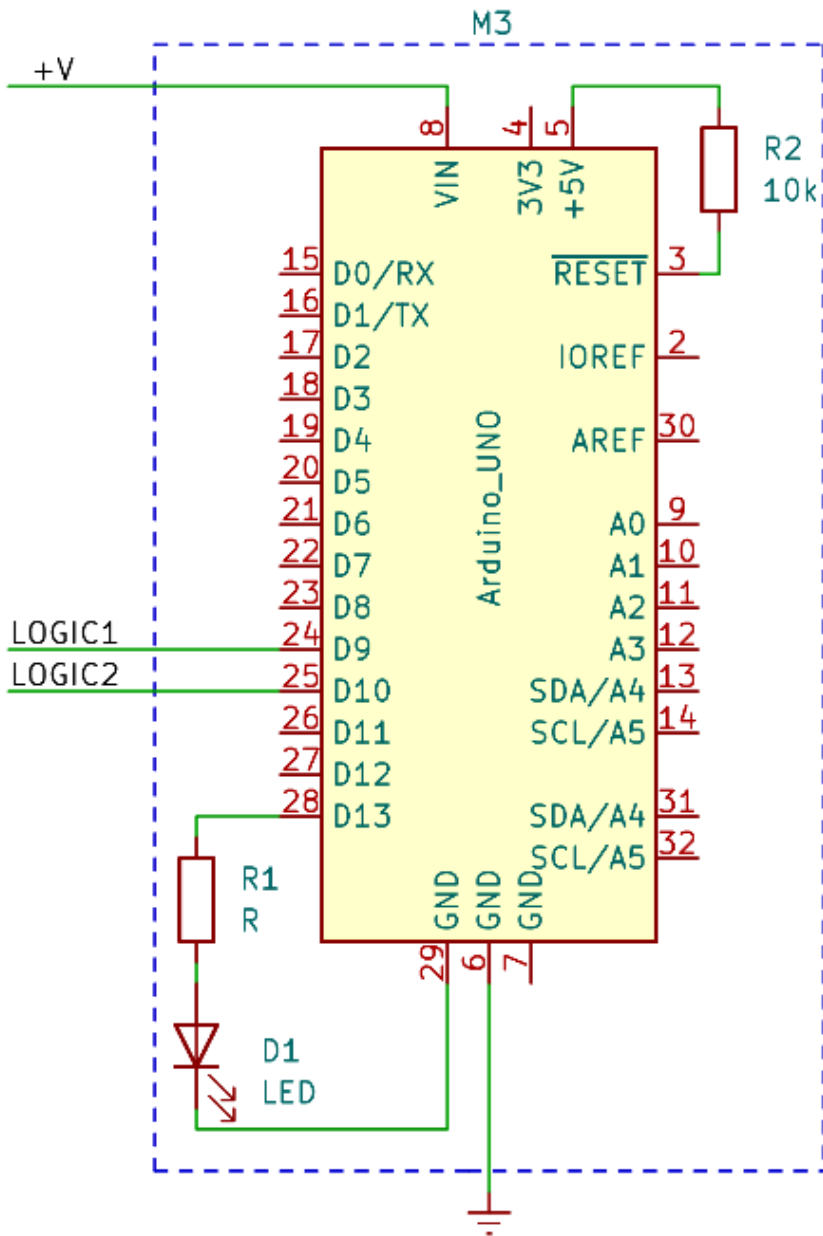 M3
+V
8
4
5
VIN
3V3
+5V
R2
10k
15 D0/RX
RESET 3
16 D1/TX
17 D2
IOREF 2
18 D3
19 D4
AREF 30
20 D5
Arduino_UNO
21 D6
A0 9
22 D7
A1 10
23 D8
A2 11
LOGIC1
24 D9
A3 12
LOGIC2
25 D10
SDA/A4 13
26 D11
SCL/A5 14
27 D12
28 D13
SDA/A4 31
SCL/A5 32
R1
R
GND
GND
GND
29
6
7
D1
LED